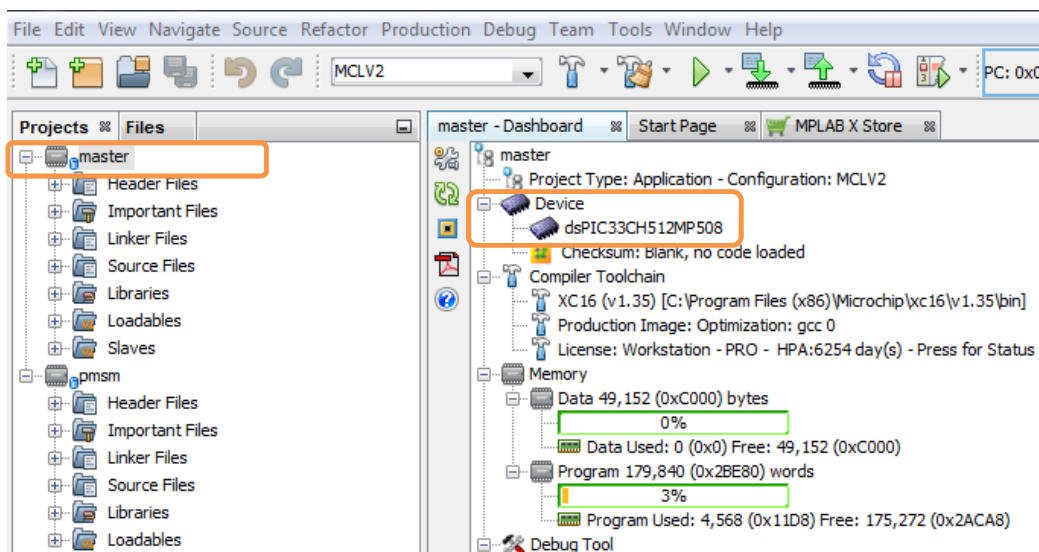 File Edit View Navigate Source Refactor Production Debug Team Tools Window Help
MCLV2
PC: 0x0
Projects Files
master
Header Files
Important Files
Linker Files
Source Files
Libraries
Loadables
Slaves
pmsm
Header Files
Important Files
Linker Files
Source Files
Libraries
Loadables
master - Dashboard Start Page MPLAB X Store
master
Project Type: Application - Configuration: MCLV2
Device
dsPIC33CH512MP508
Checksum: Blank, no code loaded
Compiler Toolchain
XC16 (v1.35) [C:\Program Files (x86)\Microchip\xc16\v1.35\bin]
Production Image: Optimization: gcc 0
License: Workstation - PRO - HPA:6254 day(s) - Press for Status
Memory
Data 49,152 (0xC000) bytes
0%
Data Used: 0 (0x0) Free: 49,152 (0xC000)
Program 179,840 (0x2BE80) words
3%
Program Used: 4,568 (0x11D8) Free: 175,272 (0x2ACA8)
Debug Tool